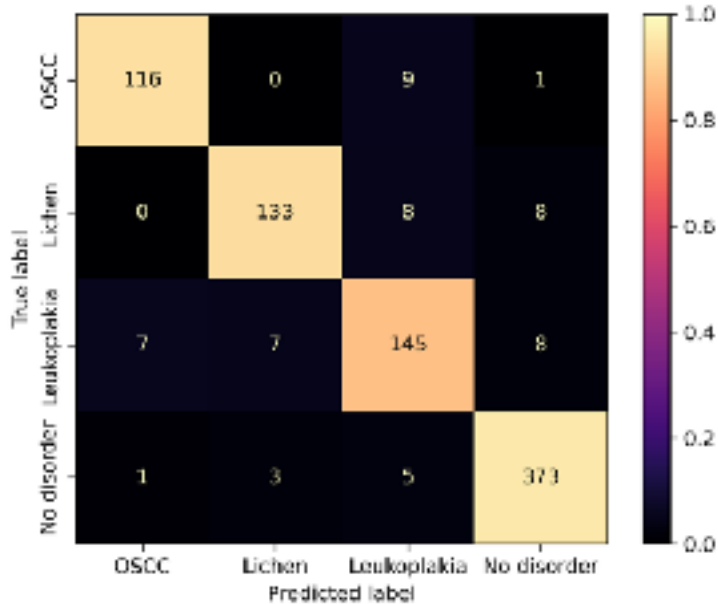 1.0
OSCC 116 0 9 1
0.8
Lichen 0 133 8 8
0.6
True label
0.4
Leukoplakia 7 7 145 8
0.2
No disorder 1 3 5 373
0.0
OSCC Lichen Leukoplakia No disorder
Predicted label